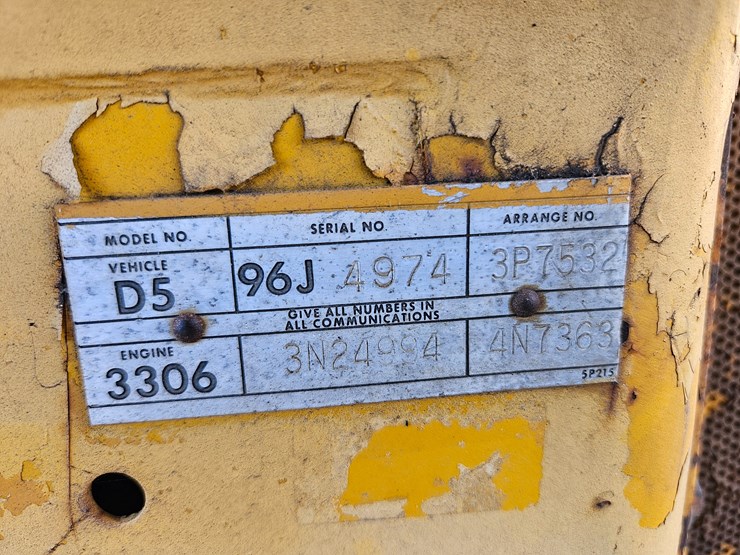 MODEL NO. SERIAL NO ARRANGE NO.
VEHICLE
D5 96J 4974 3P7532
GIVE ALL NUMBERS IN
ALL COMMUNICATIONS
ENGINE
3306 3N24994 4N7363
5P215